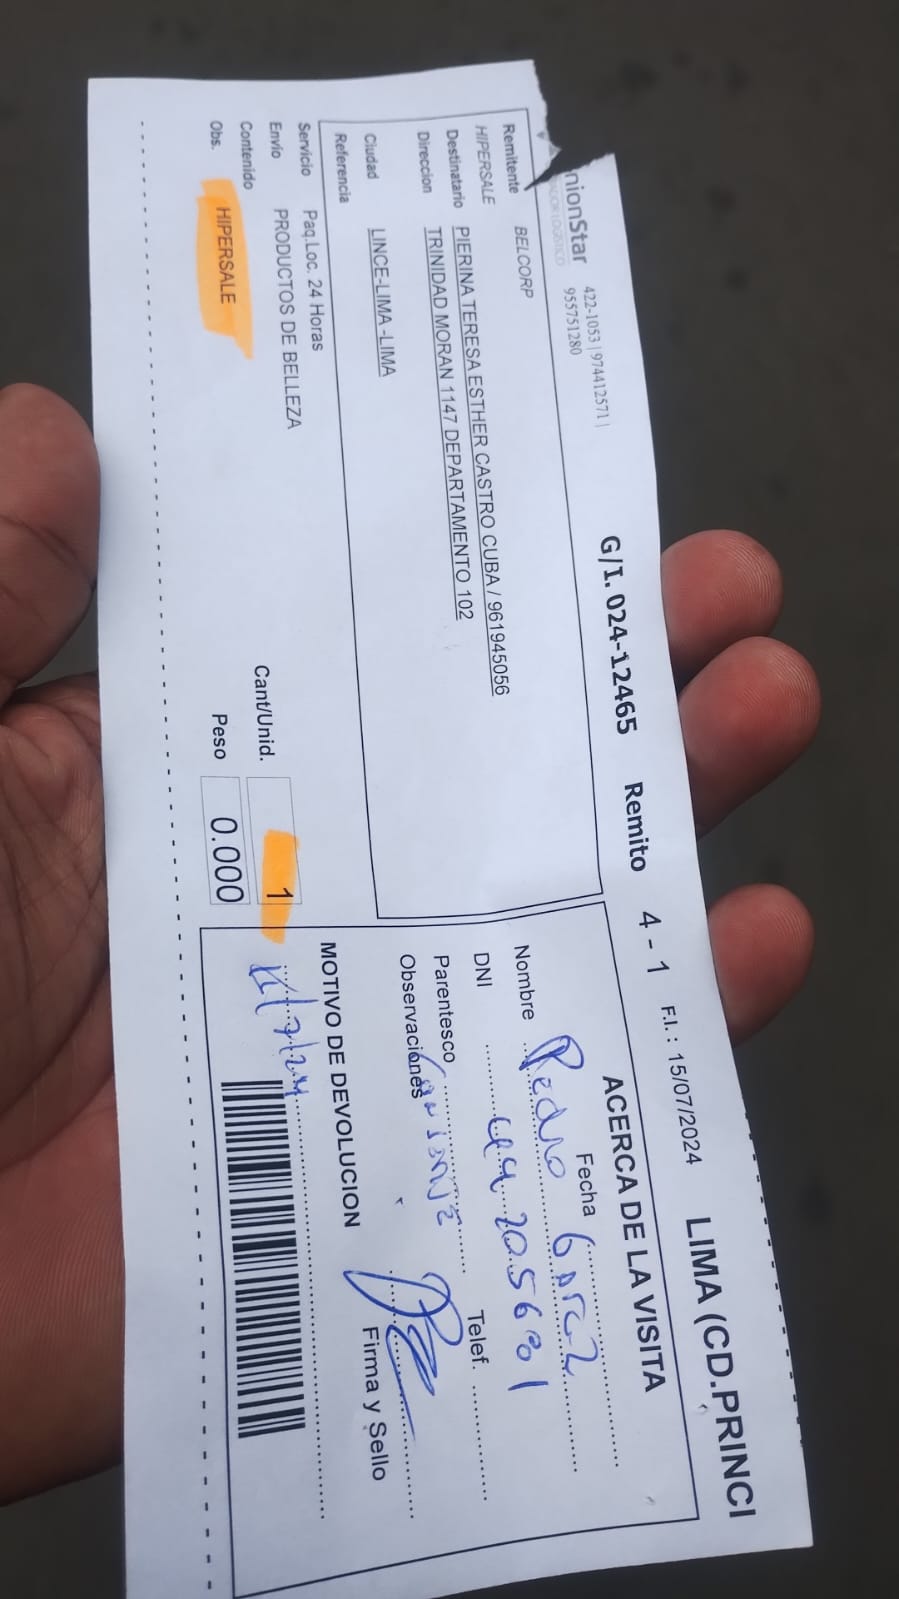 nionStar
422-1053 | 974412571 |
955751280
G/I. 024-12465 Remito 4 - 1 F.I.: 15/07/2024 LIMA (CD.PRINCI
Remitente BELCORP
HIPERSALE
Destinatario PIERINA TERESA ESTHER CASTRO CUBA / 961945056
Direccion TRINIDAD MORAN 1147 DEPARTAMENTO 102
Ciudad LINCE-LIMA -LIMA
Referencia
Servicio Paq.Loc. 24 Horas
Envio PRODUCTOS DE BELLEZA
Contenido
Obs. HIPERSALE
Cant/Unid. 1
Peso 0.000
ACERCA DE LA VISITA
Fecha
Nombre Pedro
DNI
Parentesco
Telef.
Observaciones
Firma y Sello
MOTIVO DE DEVOLUCION